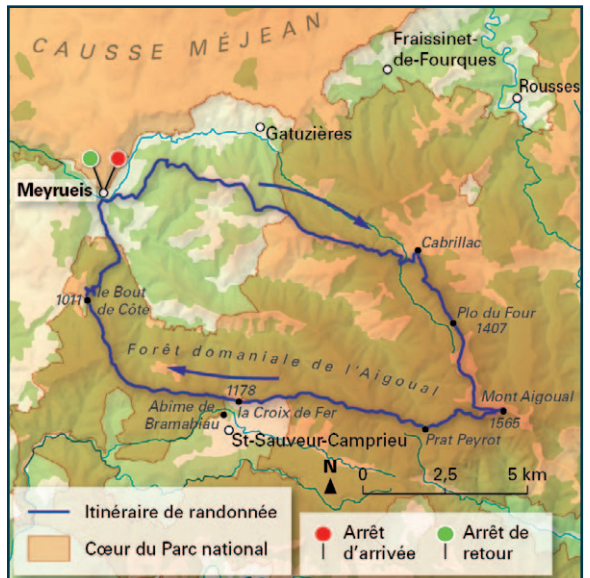 CAUSSE MÉJEAN
Fraissinet-
de-Fourques
Rousses
Gatuzières
Meyrueis
Cabrillac
1011
le Bout
de Côte
Plo du Four
1407
Forêt domaniale de l'Aigoual
Mont Aigoual
1565
1178
la Croix de Fer
Abîme de
Bramabiau
St-Sauveur-Camprieu
Prat Peyrot
N
0 2,5 5 km
Itinéraire de randonnée
Cœur du Parc national
Arrêt
d'arrivée
Arrêt de
retour